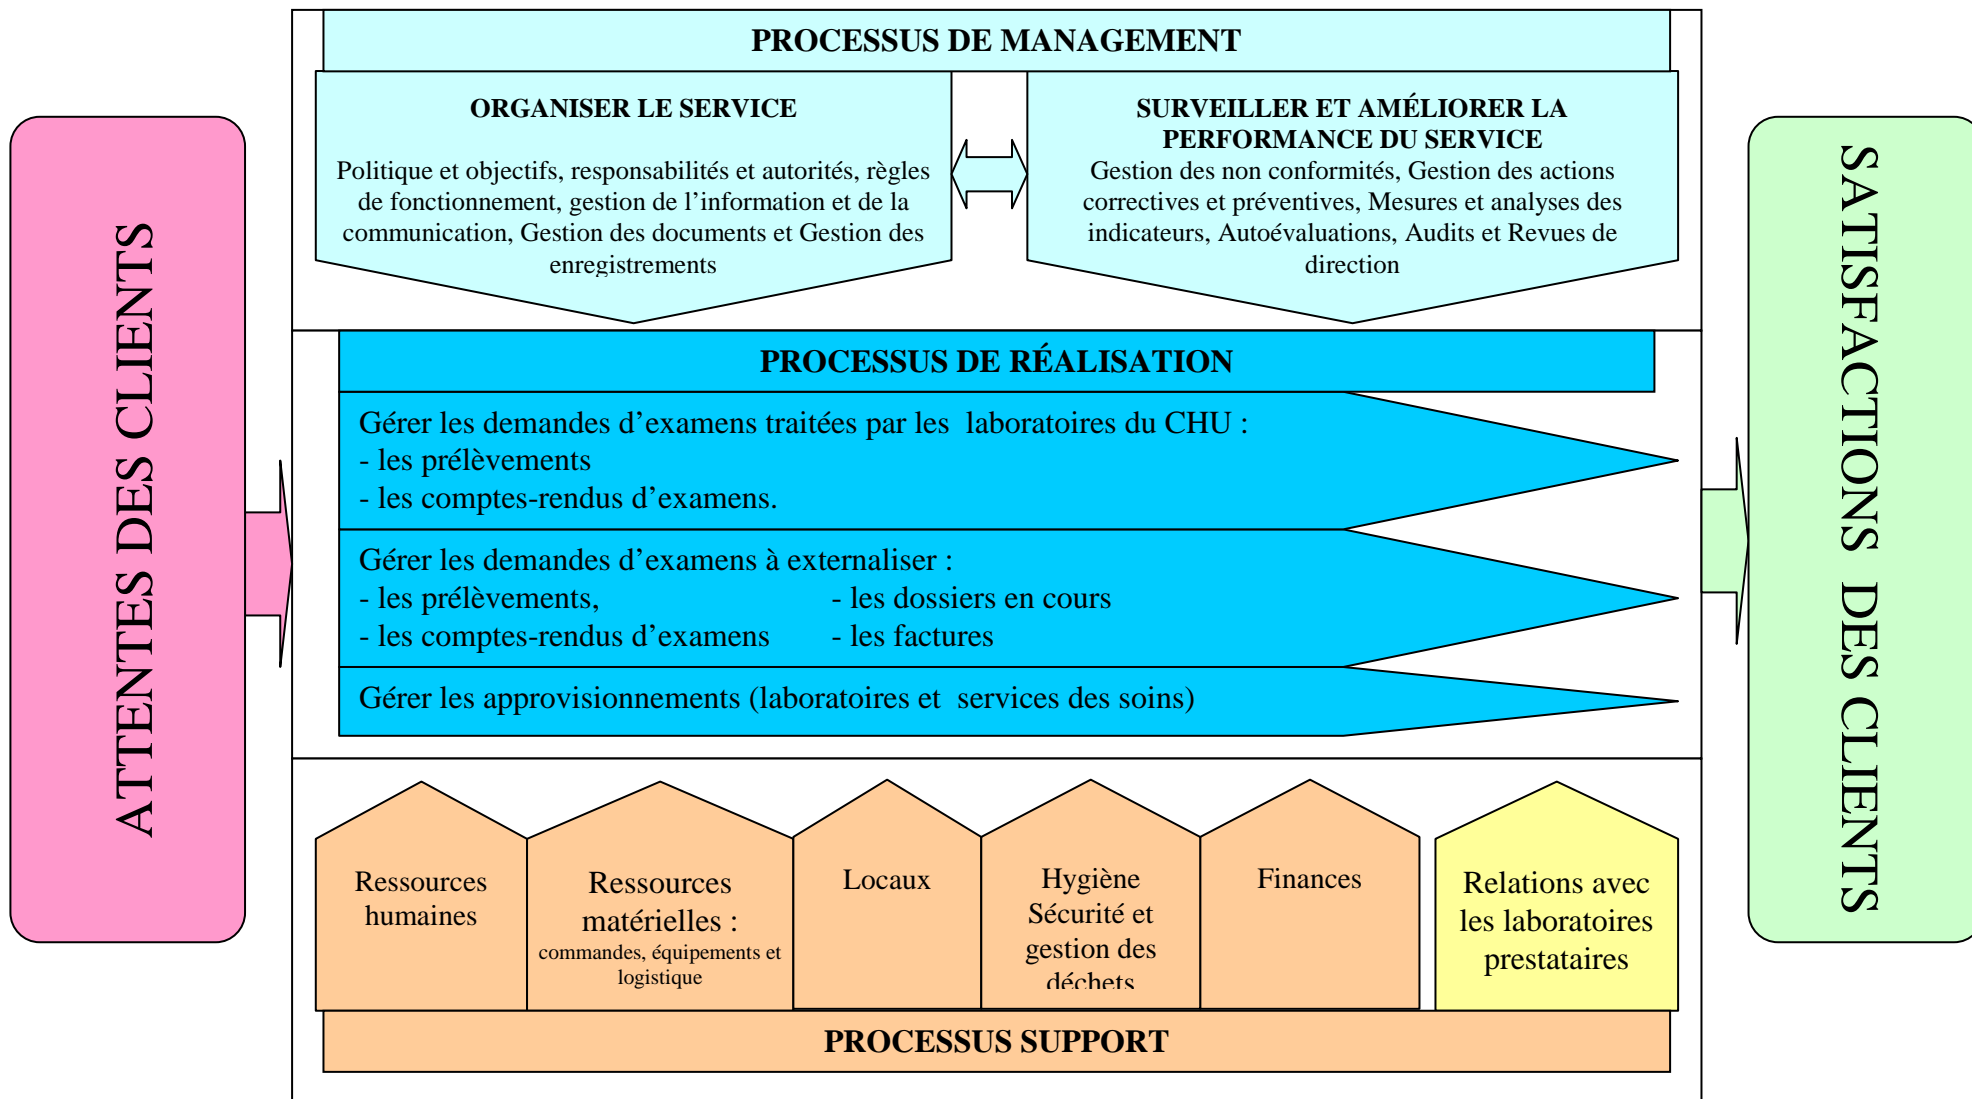 PROCESSUS DE MANAGEMENT
ORGANISER LE SERVICE
Politique et objectifs, responsabilités et autorités, règles
de fonctionnement, gestion de l’information et de la
communication, Gestion des documents et Gestion des
enregistrements
SURVEILLER ET AMÉLIORER LA
PERFORMANCE DU SERVICE
Gestion des non conformités, Gestion des actions
correctives et préventives, Mesures et analyses des
indicateurs, Autoévaluations, Audits et Revues de
direction
ATTENTES DES CLIENTS
PROCESSUS DE RÉALISATION
Gérer les demandes d’examens traitées par les laboratoires du CHU :
- les prélèvements
- les comptes-rendus d’examens.
Gérer les demandes d’examens à externaliser :
- les prélèvements, - les dossiers en cours
- les comptes-rendus d’examens - les factures
Gérer les approvisionnements (laboratoires et services des soins)
SATISFACTIONS DES CLIENTS
Ressources
humaines
Ressources
matérielles :
commandes, équipements et
logistique
Locaux
Hygiène
Sécurité et
gestion des
déchets
Finances
Relations avec
les laboratoires
prestataires
PROCESSUS SUPPORT